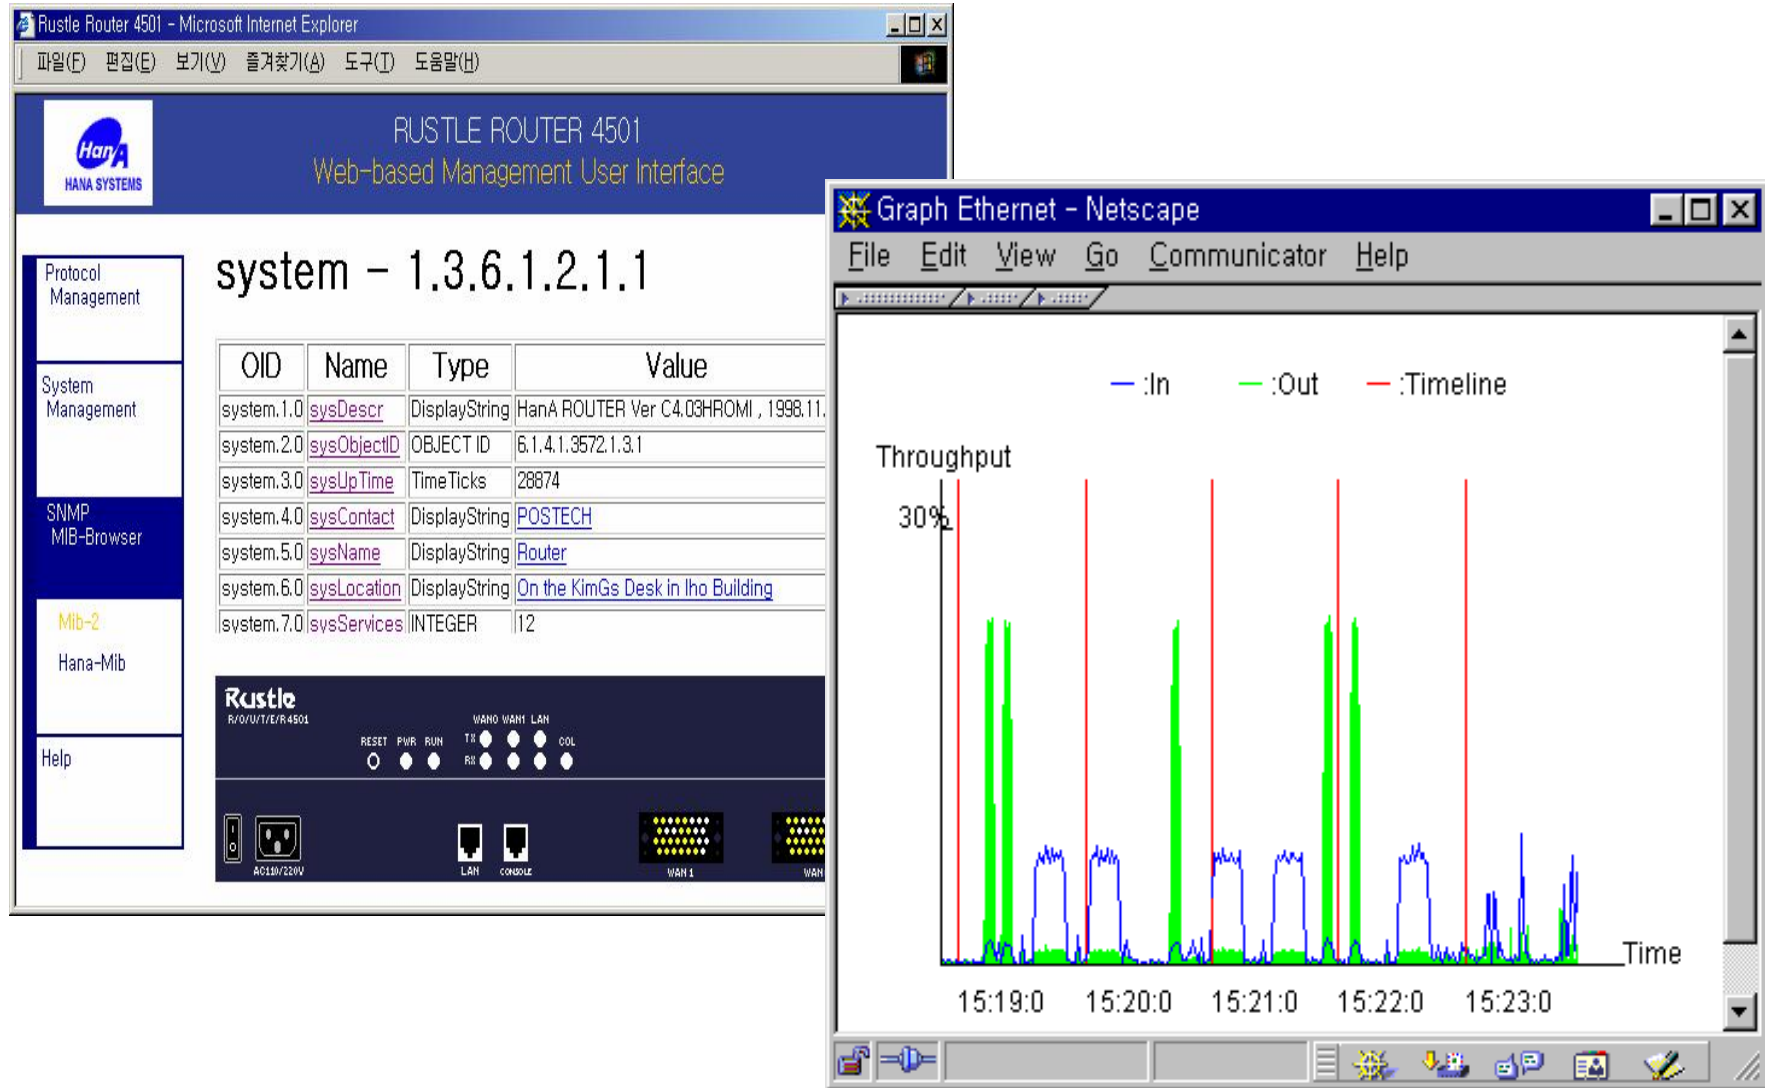 Rustle Router 4501 - Microsoft Internet Explorer
파일(F) 편집(E) 보기(V) 즐겨찾기(A) 도구(T) 도움말(H)
HanA
HANA SYSTEMS
RUSTLE ROUTER 4501
Web-based Management User Interface
Protocol
Management
System
Management
SNMP
MIB-Browser
Mib-2
Hana-Mib
Help
system - 1.3.6.1.2.1.1
OID Name Type Value
system.1.0 sysDescr DisplayString HanA ROUTER Ver C4.03HROMI , 1998.11.
system.2.0 sysObjectID OBJECT ID 6.1.4.1.3572.1.3.1
system.3.0 sysUpTime TimeTicks 28874
system.4.0 sysContact DisplayString POSTECH
system.5.0 sysName DisplayString Router
system.6.0 sysLocation DisplayString On the KimGs Desk in Iho Building
system.7.0 sysServices INTEGER 12
Rustle
R/O/U/T/E/R 4501
WAN0 WAN1 LAN
RESET PWR RUN TX COL
RX
AC110/220V LAN CONSOLE WAN 1 WAN
Graph Ethernet - Netscape
File Edit View Go Communicator Help
:In :Out :Timeline
Throughput
30%
Time
15:19:0 15:20:0 15:21:0 15:22:0 15:23:0